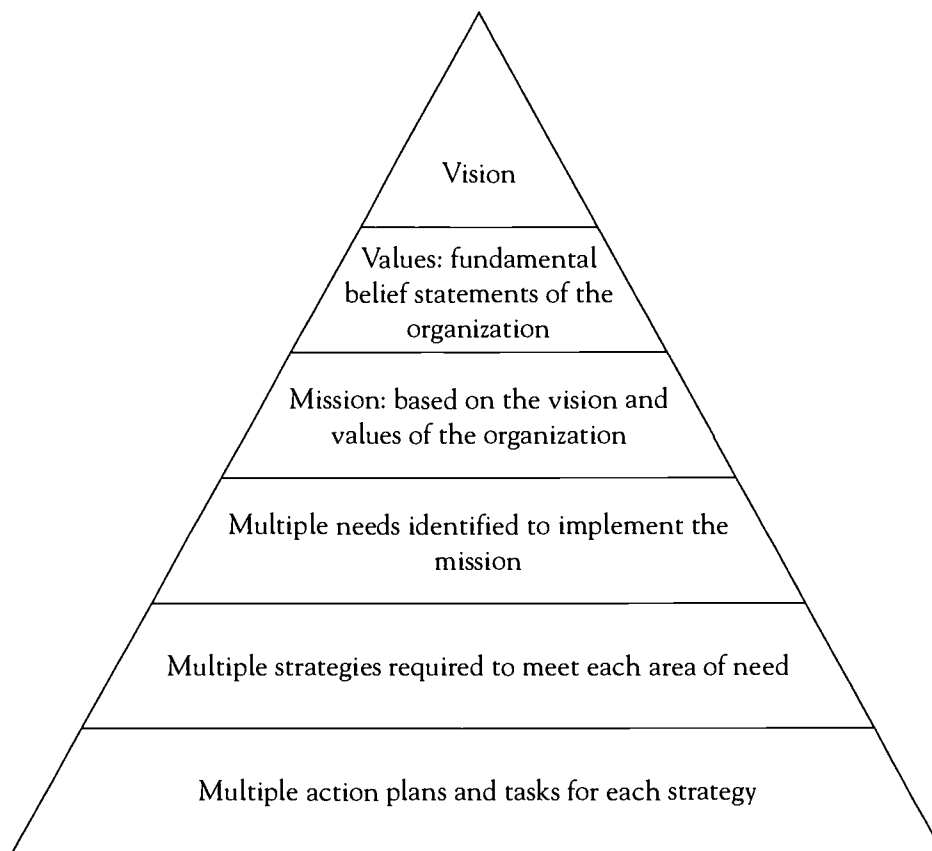 Vision
Values: fundamental
belief statements of the
organization
Mission: based on the vision and
values of the organization
Multiple needs identified to implement the
mission
Multiple strategies required to meet each area of need
Multiple action plans and tasks for each strategy